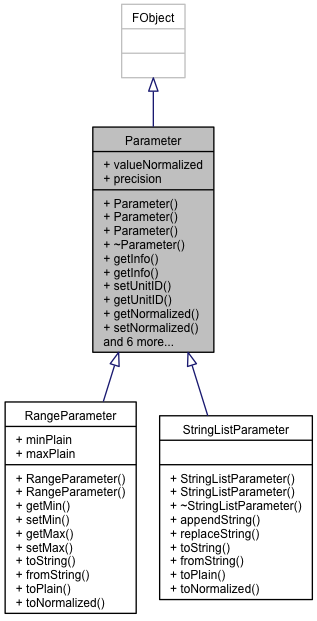 FObject
Parameter
+ valueNormalized
+ precision
+ Parameter()
+ Parameter()
+ Parameter()
+ ~Parameter()
+ getInfo()
+ getInfo()
+ setUnitID()
+ getUnitID()
+ getNormalized()
+ setNormalized()
and 6 more...
RangeParameter
+ minPlain
+ maxPlain
+ RangeParameter()
+ RangeParameter()
+ getMin()
+ setMin()
+ getMax()
+ setMax()
+ toString()
+ fromString()
+ toPlain()
+ toNormalized()
StringListParameter
+ StringListParameter()
+ StringListParameter()
+ ~StringListParameter()
+ appendString()
+ replaceString()
+ toString()
+ fromString()
+ toPlain()
+ toNormalized()